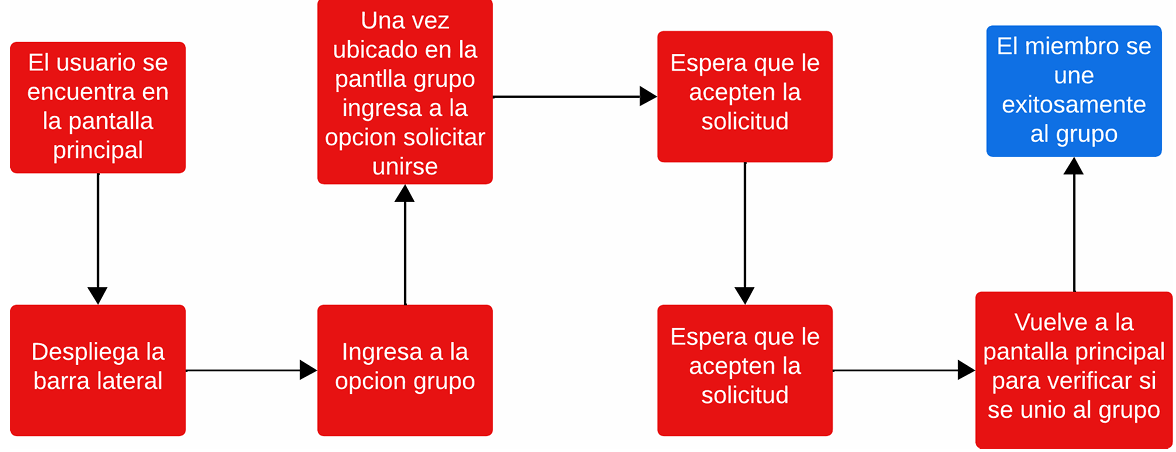 El usuario se
encuentra en
la pantalla
principal
Despliega la
barra lateral
Ingresa a la
opcion grupo
Una vez
ubicado en la
pantlla grupo
ingresa a la
opcion solicitar
unirse
Espera que le
acepten la
solicitud
Espera que le
acepten la
solicitud
Vuelve a la
pantalla principal
para verificar si
se unio al grupo
El miembro se
une
exitosamente
al grupo